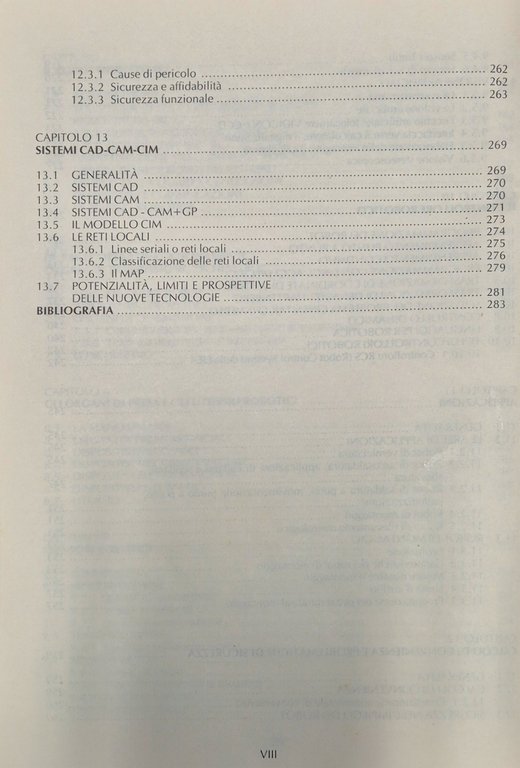 12.3.1 Cause di pericolo ........ 262
12.3.2 Sicurezza e affidabilità ........ 262
12.3.3 Sicurezza funzionale ........ 263
CAPITOLO 13
SISTEMI CAD-CAM-CIM ........ 269
13.1 GENERALITÀ ........ 269
13.2 SISTEMI CAD ........ 270
13.3 SISTEMI CAM ........ 270
13.4 SISTEMI CAD - CAM+GP ........ 271
13.5 IL MODELLO CIM ........ 273
13.6 LE RETI LOCALI ........ 274
13.6.1 Linee seriali o reti locali ........ 275
13.6.2 Classificazione delle reti locali ........ 276
13.6.3 Il MAP ........ 279
13.7 POTENZIALITÀ, LIMITI E PROSPETTIVE
DELLE NUOVE TECNOLOGIE ........ 281
BIBLIOGRAFIA ........ 283
VIII